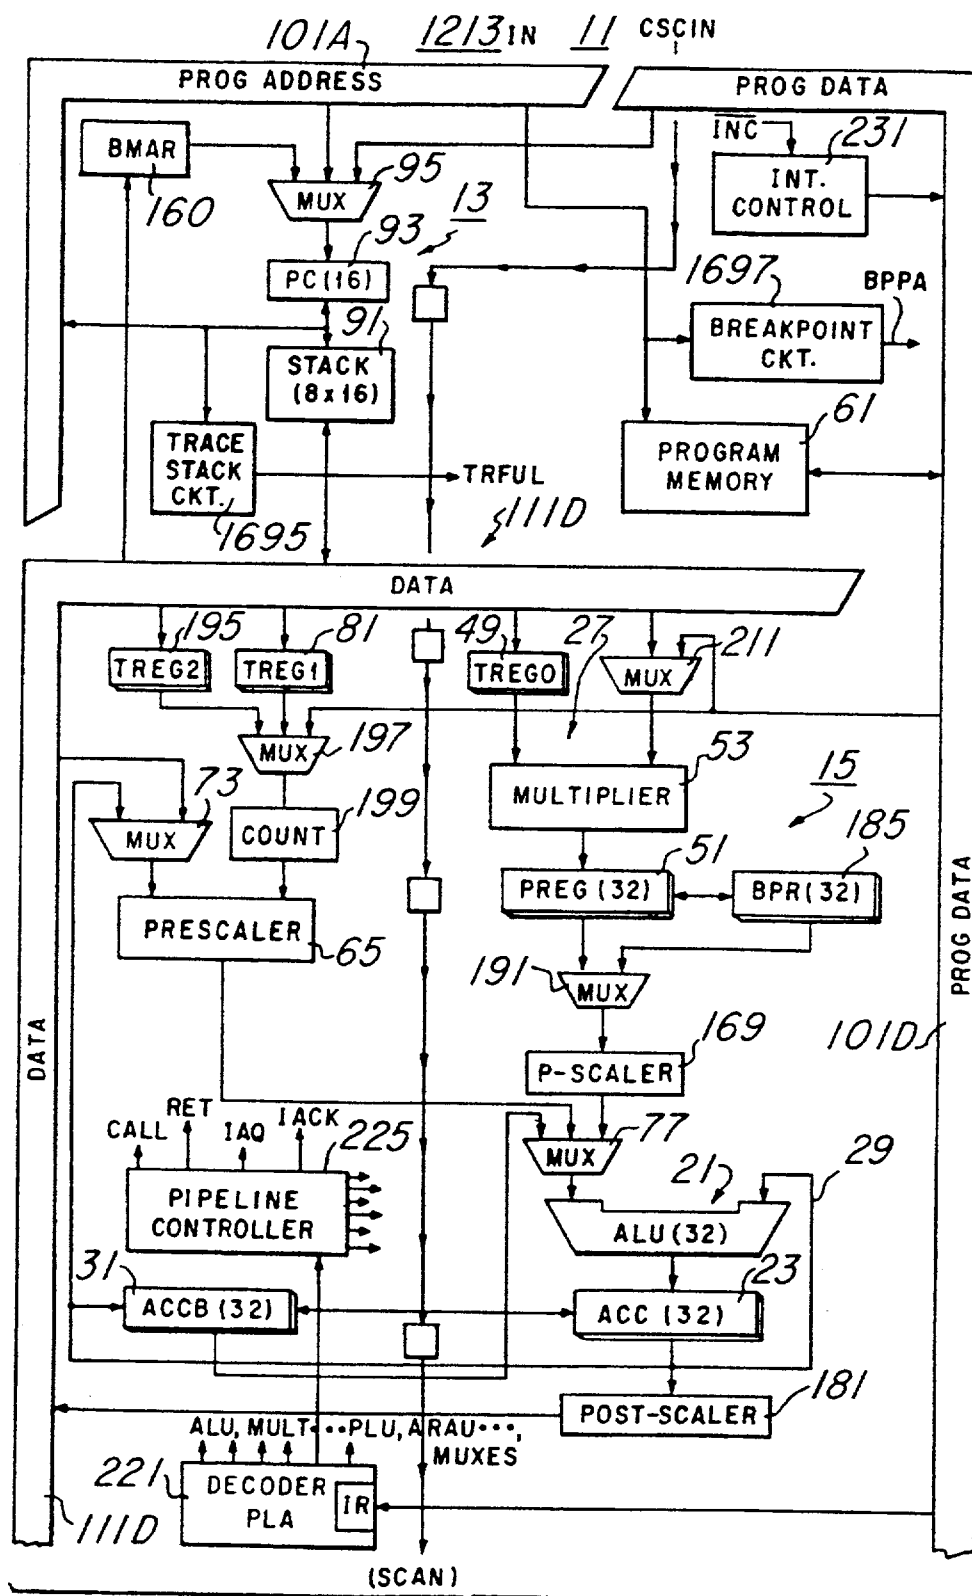 101A 1213 IN 11 CSCIN
PROG ADDRESS
PROG DATA
BMAR
160
MUX
95
INC
231
INT.
CONTROL
13
93
PC (16)
1697
BPPA
BREAKPOINT
CKT.
91
STACK
(8x16)
61
PROGRAM
MEMORY
TRACE
STACK
CKT.
TRFUL
1695
111D
DATA
195
TREG2
81
TREG1
49
TREG0
27
MUX
211
MUX
197
53
MULTIPLIER
15
73
MUX
COUNT
199
51
PREG (32)
185
BPR (32)
PRESCALER
65
191
MUX
DATA
PROG DATA
101D
169
P-SCALER
CALL
RET
IAQ
IACK
225
PIPELINE
CONTROLLER
MUX
77
21
29
ALU (32)
31
ACCB (32)
23
ACC (32)
POST-SCALER
181
ALU, MULT•••PLU, ARAU•••,
MUXES
221
DECODER
PLA
IR
111D
(SCAN)